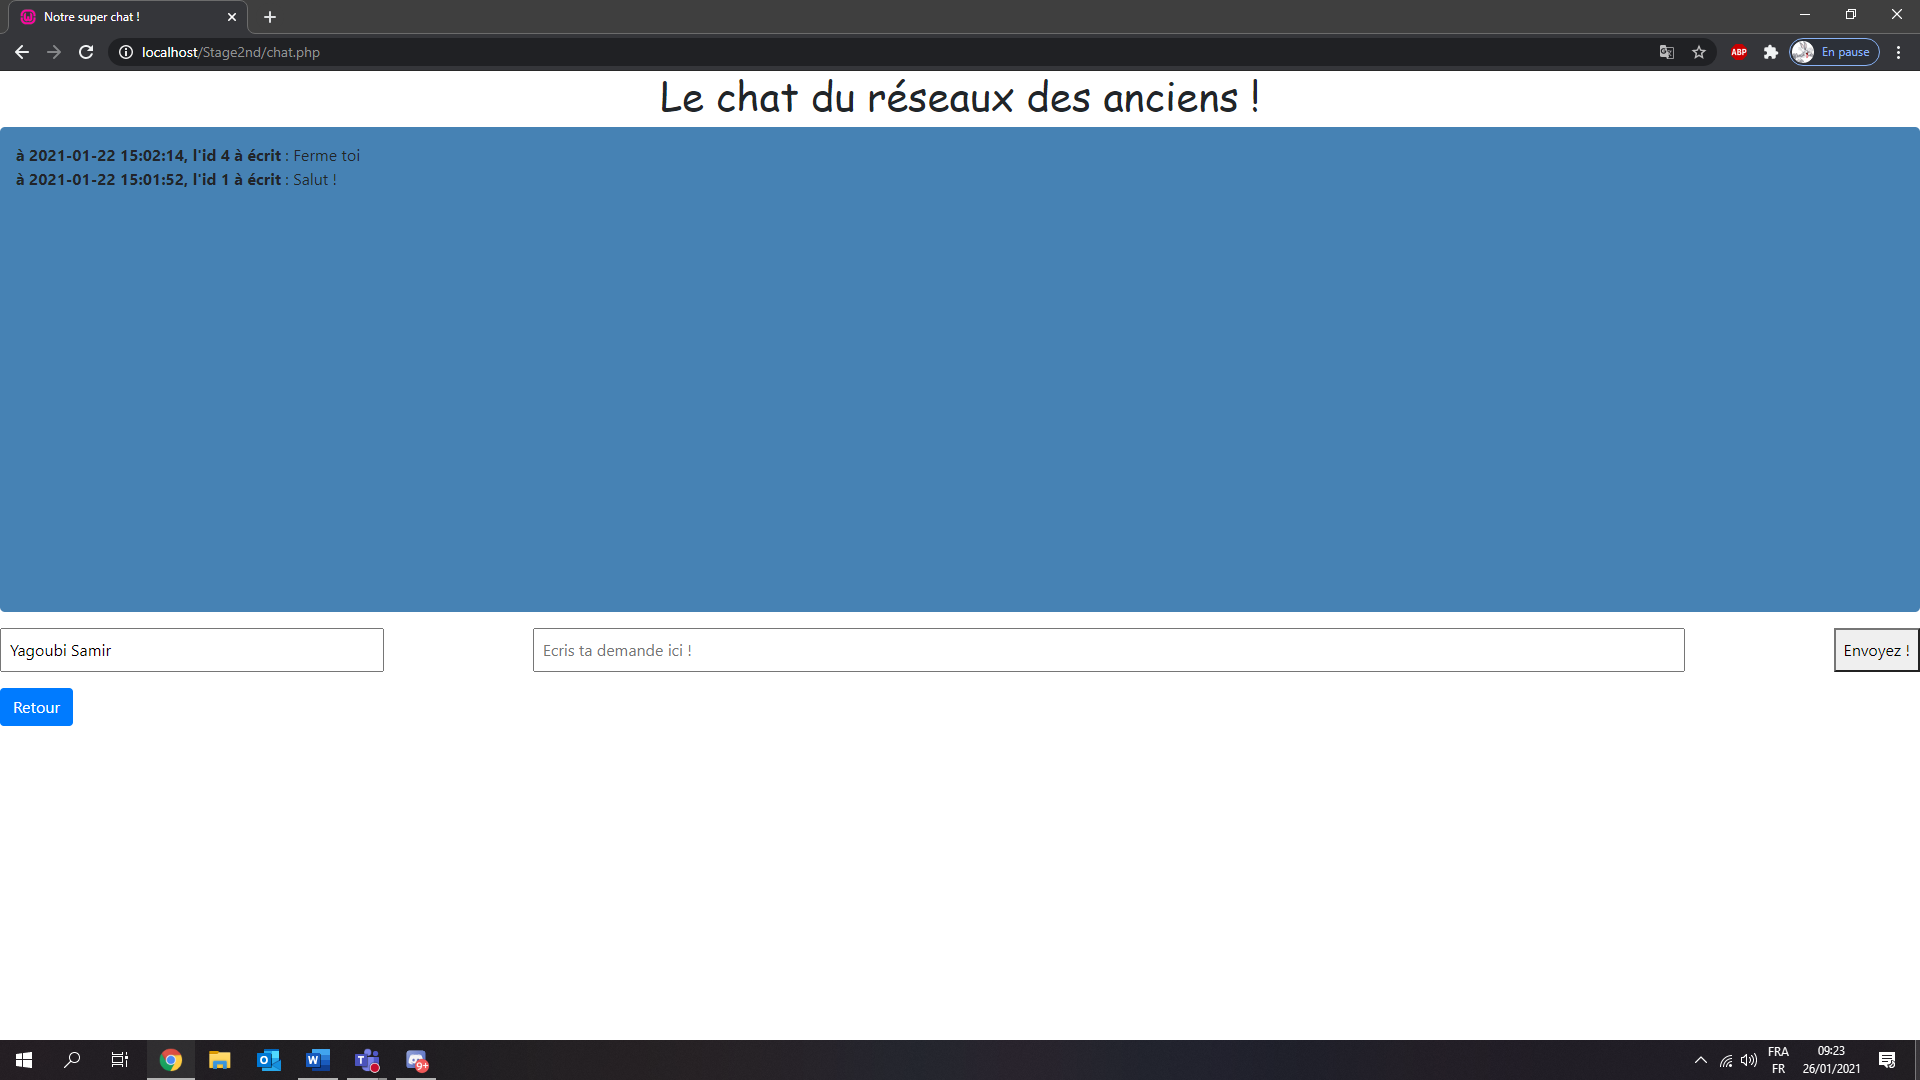 Notre super chat !
localhost/Stage2nd/chat.php
ABP
En pause
Le chat du réseaux des anciens !
à 2021-01-22 15:02:14, l'id 4 à écrit : Ferme toi
à 2021-01-22 15:01:52, l'id 1 à écrit : Salut !
Yagoubi Samir
Ecris ta demande ici !
Envoyez !
Retour
9+
FRA
FR
09:23
26/01/2021